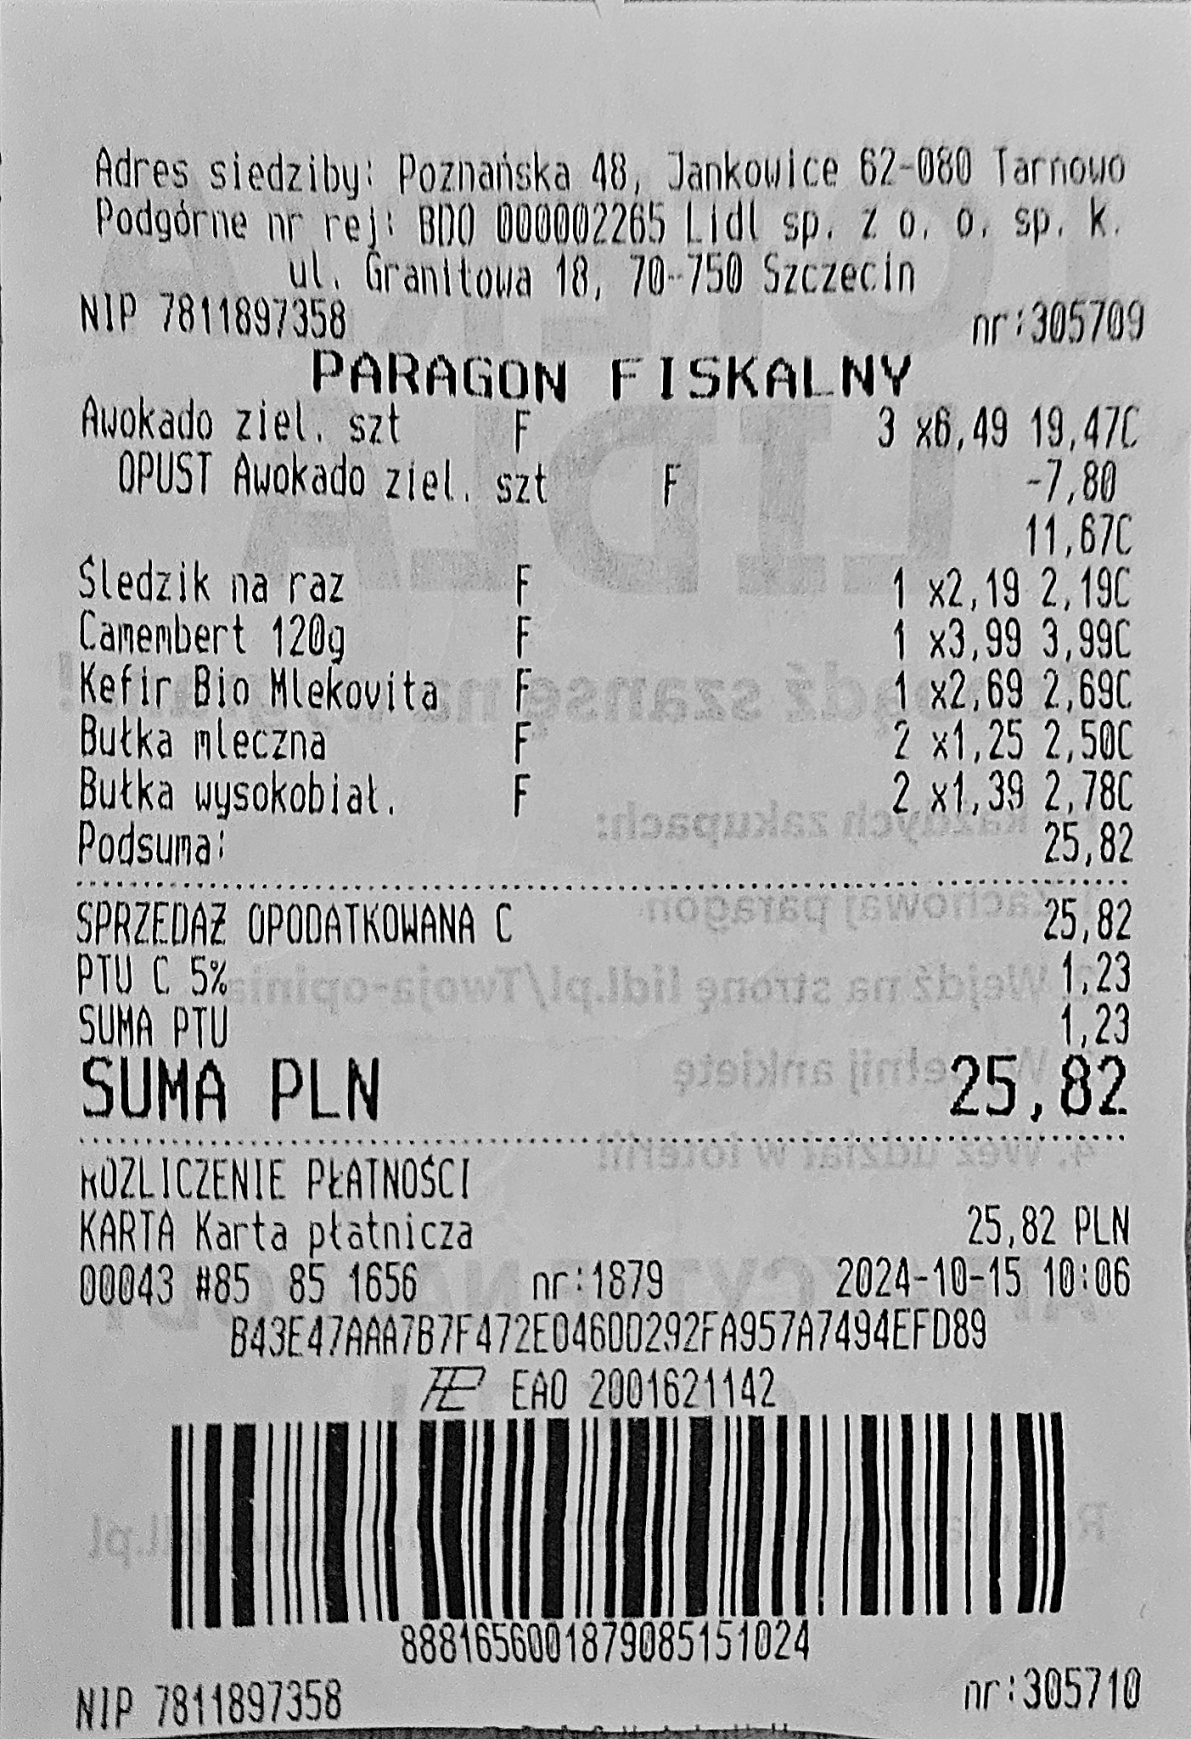 Adres siedziby: Poznańska 48, Jankowice 62-080 Tarnowo
Podgórne nr rej: BDO 000002265 Lidl sp. z o. o. sp. k.
ul. Granitowa 18, 70-750 Szczecin
NIP 7811897358 nr:305709
PARAGON FISKALNY
Awokado ziel. szt F 3 x6,49 19,47C
OPUST Awokado ziel. szt F -7,80
11,67C
Śledzik na raz F 1 x2,19 2,19C
Camembert 120g F 1 x3,99 3,99C
Kefir Bio Mlekovita F 1 x2,69 2,69C
Bułka mleczna F 2 x1,25 2,50C
Bułka wysokobiał. F 2 x1,39 2,78C
Podsuma: 25,82
SPRZEDAŻ OPODATKOWANA C 25,82
PTU C 5% 1,23
SUMA PTU 1,23
SUMA PLN 25,82
ROZLICZENIE PŁATNOŚCI
KARTA Karta płatnicza 25,82 PLN
00043 #85 85 1656 nr:1879 2024-10-15 10:06
B43E47AAA7B7F472E046DD292FA957A7494EFD89
EAO 2001621142
8881656001879085151024
NIP 7811897358 nr:305710